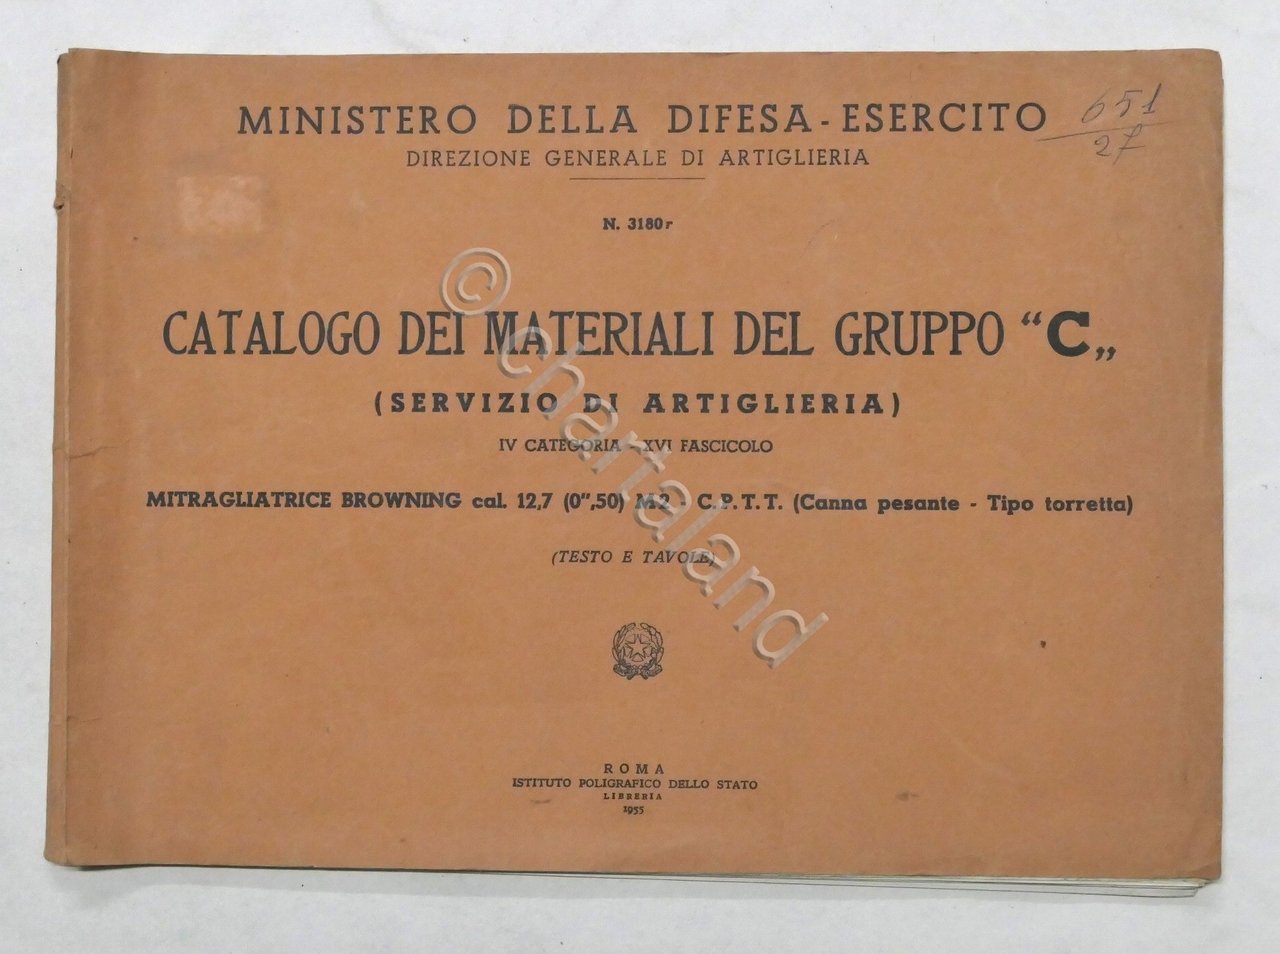 MINISTERO DELLA DIFESA - ESERCITO
651
27
DIREZIONE GENERALE DI ARTIGLIERIA
N. 3180 r
CATALOGO DEI MATERIALI DEL GRUPPO “C„
(SERVIZIO DI ARTIGLIERIA)
IV CATEGORIA - XVI FASCICOLO
MITRAGLIATRICE BROWNING cal. 12,7 (0",50) M2 - C.P.T.T. (Canna pesante - Tipo torretta)
(TESTO E TAVOLE)
© chartaland
ROMA
ISTITUTO POLIGRAFICO DELLO STATO
LIBRERIA
1955